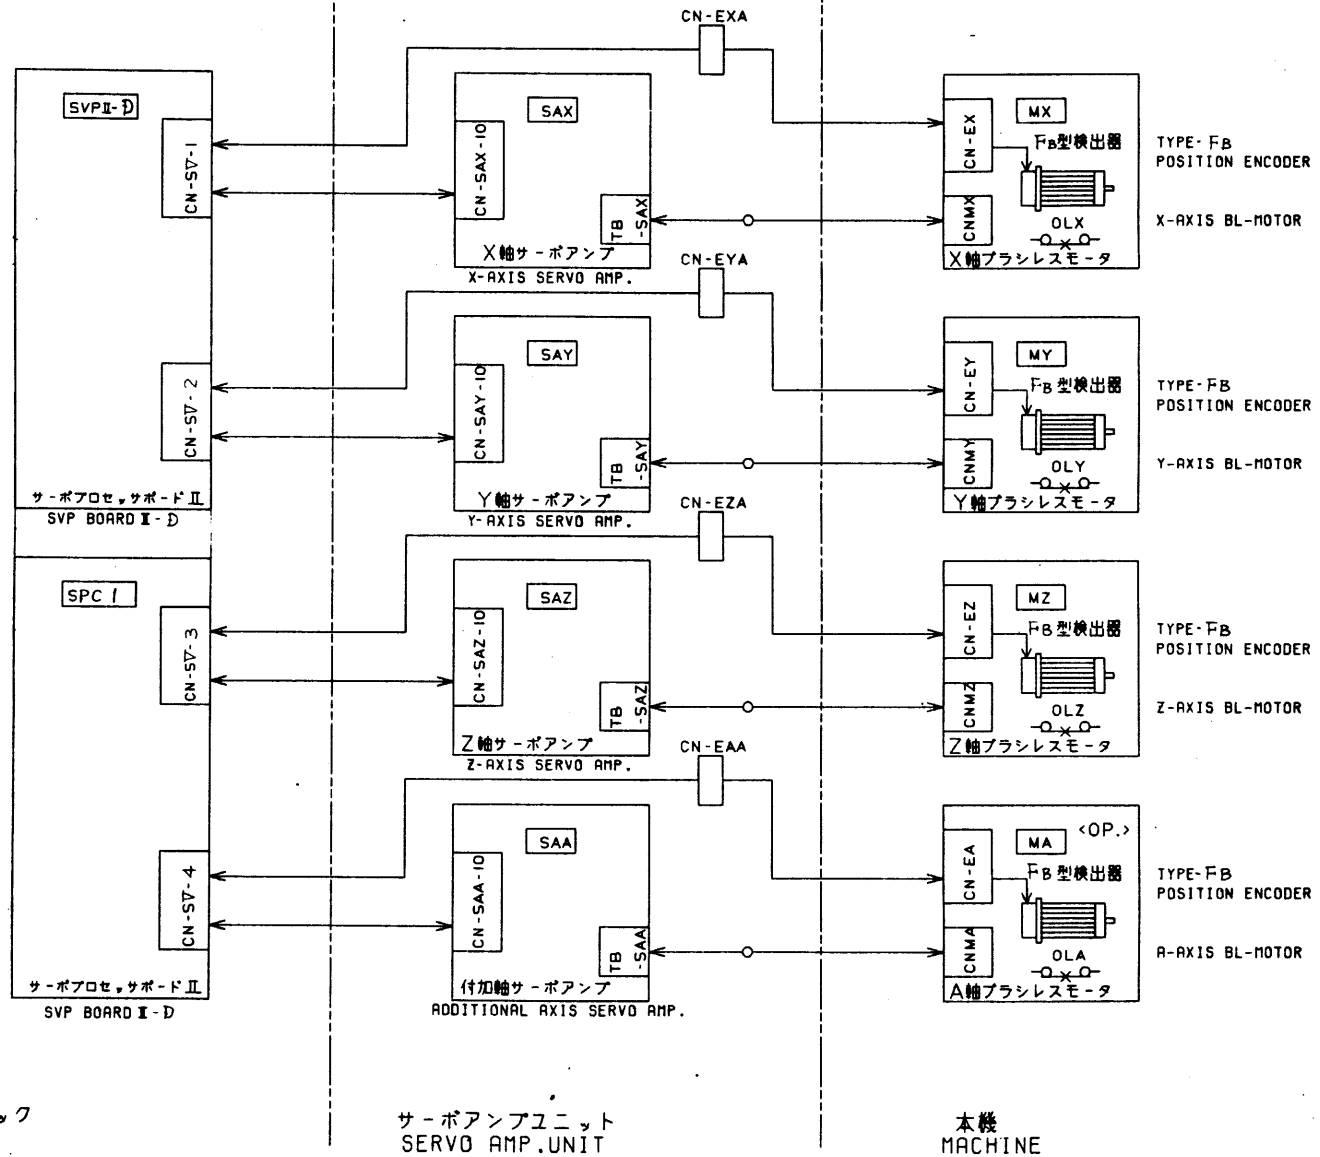 CN-EXA
SVPⅡ-D
CN-SV-1
SAX
CN-SAX-10
TB
-SAX
X軸サーボアンプ
X-AXIS SERVO AMP.
CN-EX
MX
FB型検出器
CNMX
OLX
X軸ブラシレスモータ
TYPE-FB
POSITION ENCODER
X-AXIS BL-MOTOR
CN-EYA
CN-SV-2
サーボプロセッサボードⅡ
SVP BOARD Ⅱ-D
SAY
CN-SAY-10
TB
-SAY
Y軸サーボアンプ
Y-AXIS SERVO AMP.
CN-EY
MY
FB型検出器
CNMY
OLY
Y軸ブラシレスモータ
TYPE-FB
POSITION ENCODER
Y-AXIS BL-MOTOR
CN-EZA
SPC 1
CN-SV-3
SAZ
CN-SAZ-10
TB
-SAZ
Z軸サーボアンプ
Z-AXIS SERVO AMP.
CN-EZ
MZ
FB型検出器
CNMZ
OLZ
Z軸ブラシレスモータ
TYPE-FB
POSITION ENCODER
Z-AXIS BL-MOTOR
CN-EAA
CN-SV-4
サーボプロセッサボードⅡ
SVP BOARD Ⅱ-D
SAA
CN-SAA-10
TB
-SAA
付加軸サーボアンプ
ADDITIONAL AXIS SERVO AMP.
<OP.>
CN-EA
MA
FB型検出器
CNMA
OLA
A軸ブラシレスモータ
TYPE-FB
POSITION ENCODER
A-AXIS BL-MOTOR
ック
サーボアンプユニット
SERVO AMP.UNIT
本機
MACHINE